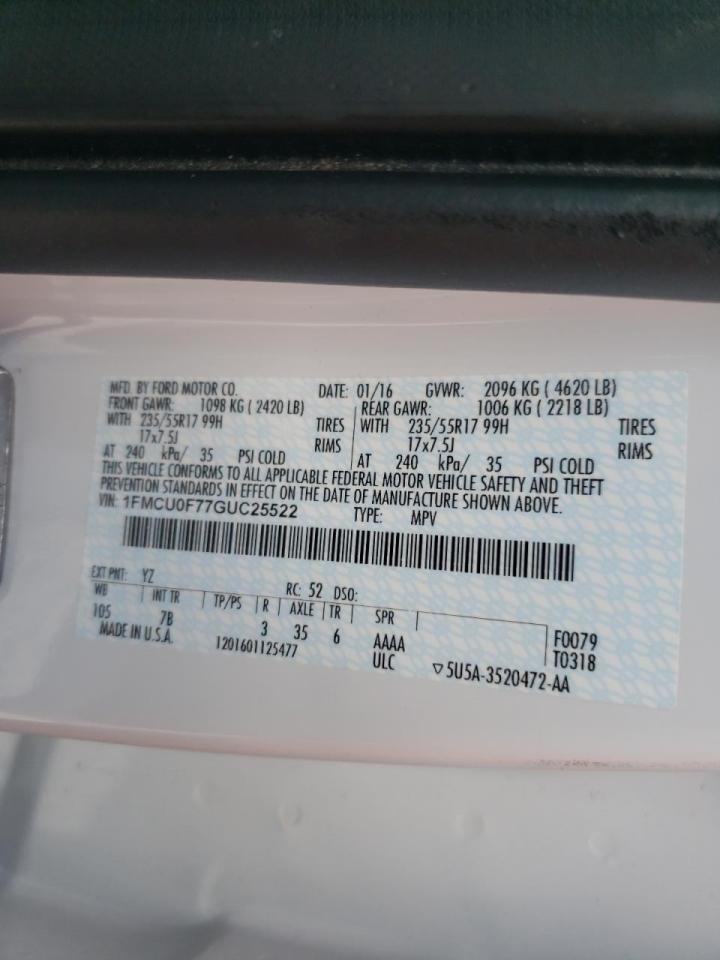 MFD. BY FORD MOTOR CO. DATE: 01/16 GVWR: 2096 KG ( 4620 LB)
FRONT GAWR: 1098 KG ( 2420 LB) REAR GAWR: 1006 KG ( 2218 LB)
WITH 235/55R17 99H TIRES WITH 235/55R17 99H TIRES
17x7.5J RIMS 17x7.5J RIMS
AT 240 kPa/ 35 PSI COLD AT 240 kPa/ 35 PSI COLD
THIS VEHICLE CONFORMS TO ALL APPLICABLE FEDERAL MOTOR VEHICLE SAFETY AND THEFT
PREVENTION STANDARDS IN EFFECT ON THE DATE OF MANUFACTURE SHOWN ABOVE.
VIN: 1FMCU0F77GUC25522 TYPE: MPV
EXT PNT: YZ RC: 52 DSO:
WB INT TR TP/PS R AXLE TR SPR
105 7B 3 35 6 AAAA F0079
MADE IN U.S.A. 1201601125477 ULC T0318
5U5A-3520472-AA